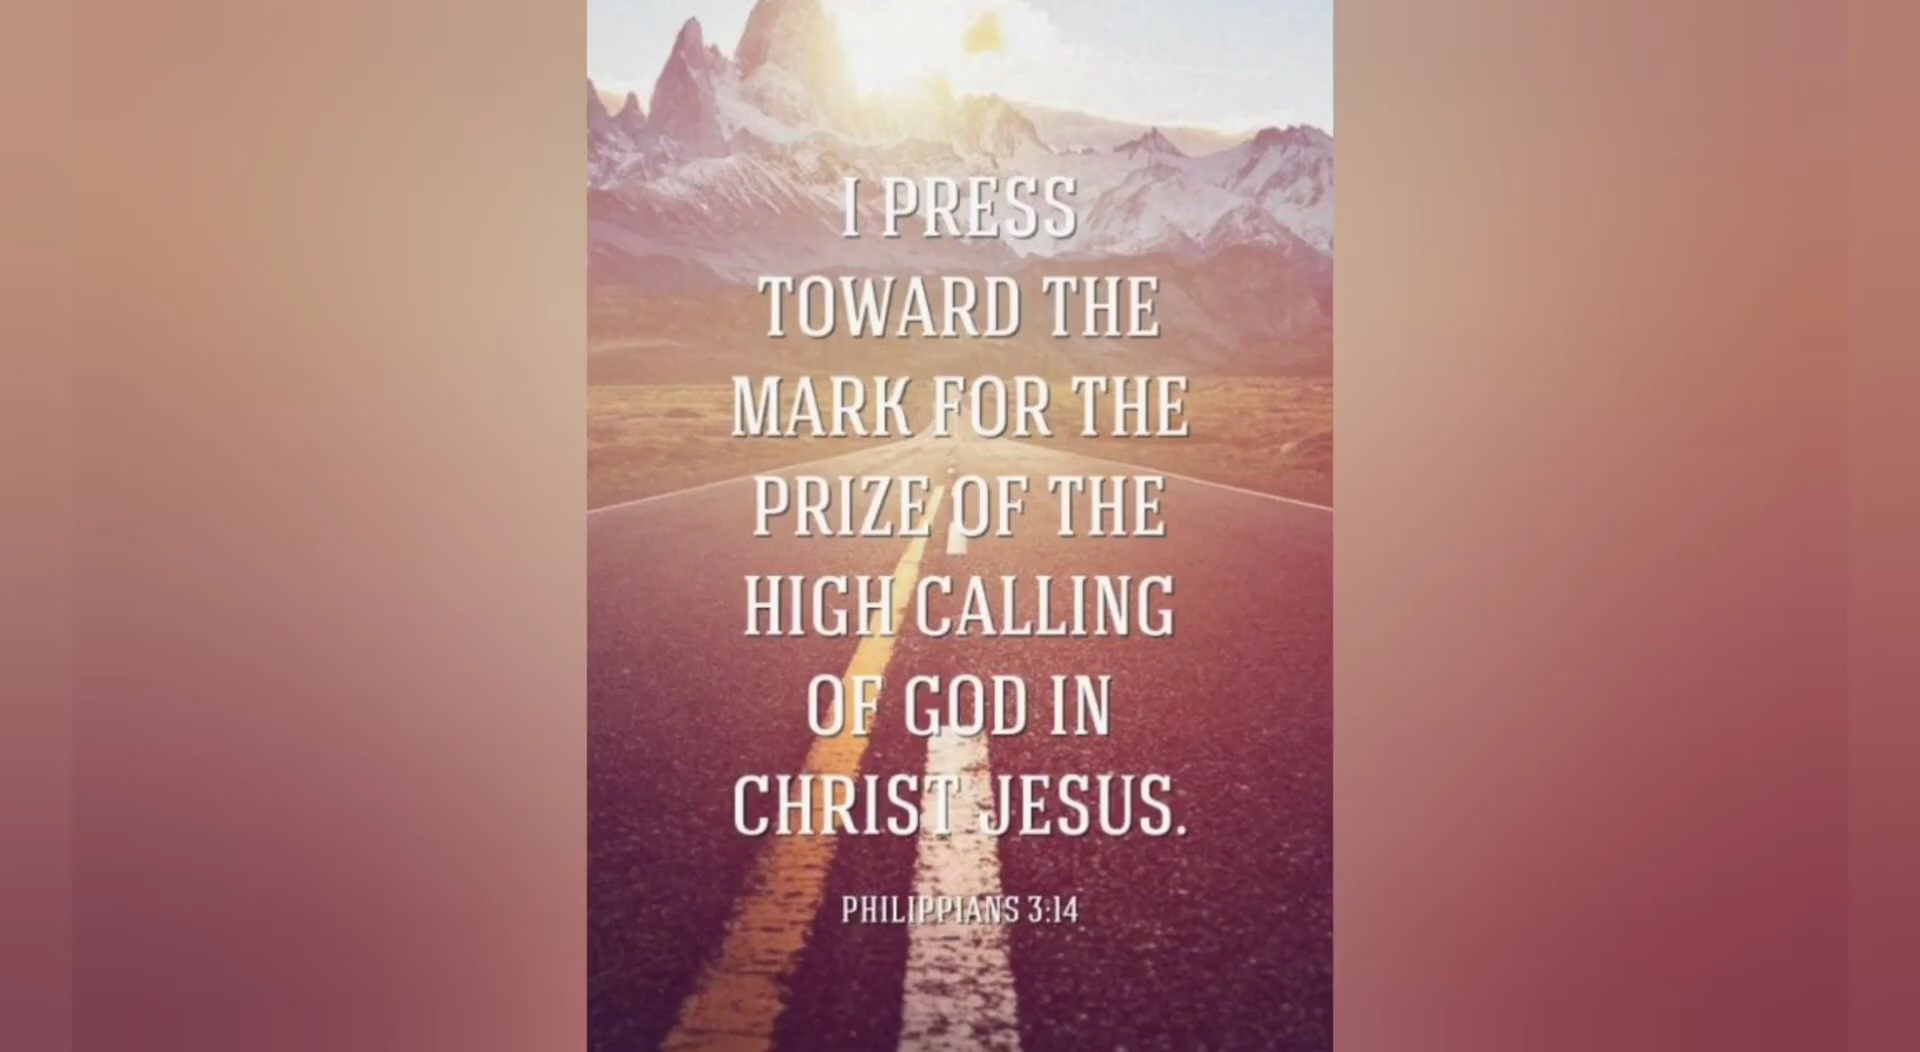 I PRESS
TOWARD THE
MARK FOR THE
PRIZE OF THE
HIGH CALLING
OF GOD IN
CHRIST JESUS.
PHILIPPIANS 3:14